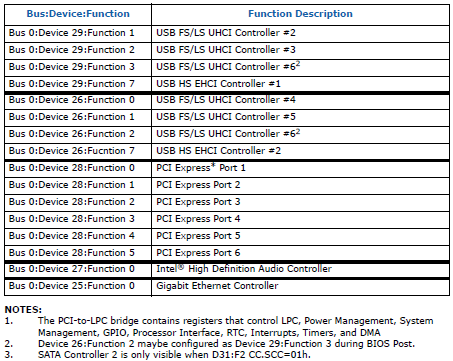 Bus:Device:Function Function Description
Bus 0:Device 29:Function 1 USB FS/LS UHCI Controller #2
Bus 0:Device 29:Function 2 USB FS/LS UHCI Controller #3
Bus 0:Device 29:Function 3 USB FS/LS UHCI Controller #6²
Bus 0:Device 29:Function 7 USB HS EHCI Controller #1
Bus 0:Device 26:Function 0 USB FS/LS UHCI Controller #4
Bus 0:Device 26:Function 1 USB FS/LS UHCI Controller #5
Bus 0:Device 26:Function 2 USB FS/LS UHCI Controller #6²
Bus 0:Device 26:Fucntion 7 USB HS EHCI Controller #2
Bus 0:Device 28:Function 0 PCI Express* Port 1
Bus 0:Device 28:Function 1 PCI Express Port 2
Bus 0:Device 28:Function 2 PCI Express Port 3
Bus 0:Device 28:Function 3 PCI Express Port 4
Bus 0:Device 28:Function 4 PCI Express Port 5
Bus 0:Device 28:Function 5 PCI Express Port 6
Bus 0:Device 27:Function 0 Intel® High Definition Audio Controller
Bus 0:Device 25:Function 0 Gigabit Ethernet Controller
NOTES:
1. The PCI-to-LPC bridge contains registers that control LPC, Power Management, System
Management, GPIO, Processor Interface, RTC, Interrupts, Timers, and DMA
2. Device 26:Function 2 maybe configured as Device 29:Function 3 during BIOS Post.
3. SATA Controller 2 is only visible when D31:F2 CC.SCC=01h.